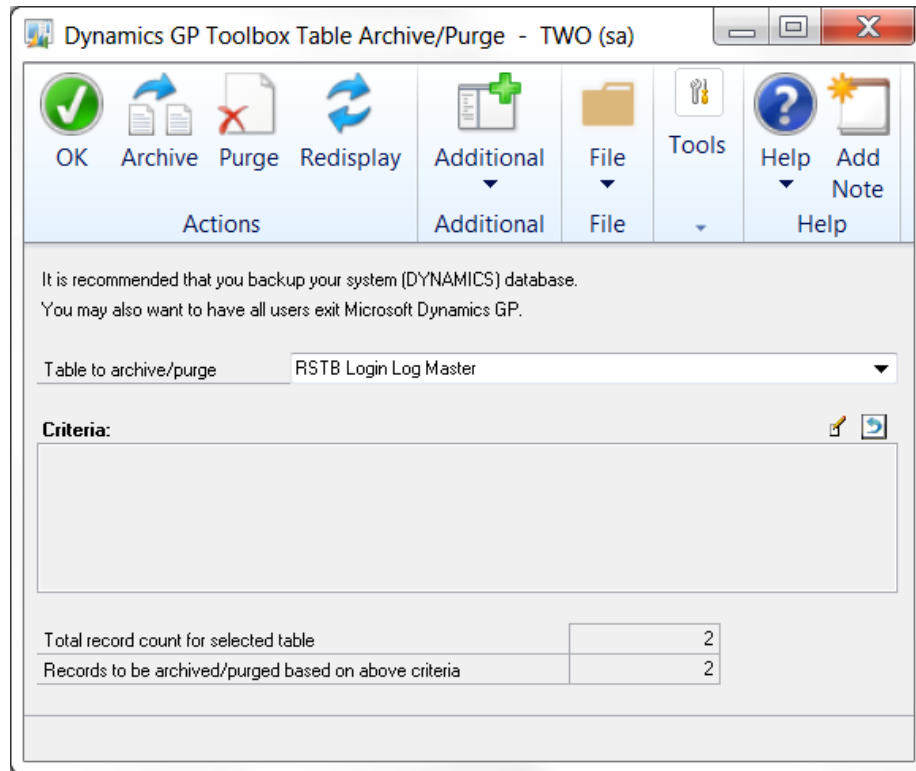 Dynamics GP Toolbox Table Archive/Purge - TWO (sa)
OK Archive Purge Redisplay Additional File Tools Help Add Note
Actions Additional File Help
It is recommended that you backup your system (DYNAMICS) database.
You may also want to have all users exit Microsoft Dynamics GP.
Table to archive/purge RSTB Login Log Master
Criteria:
Total record count for selected table 2
Records to be archived/purged based on above criteria 2